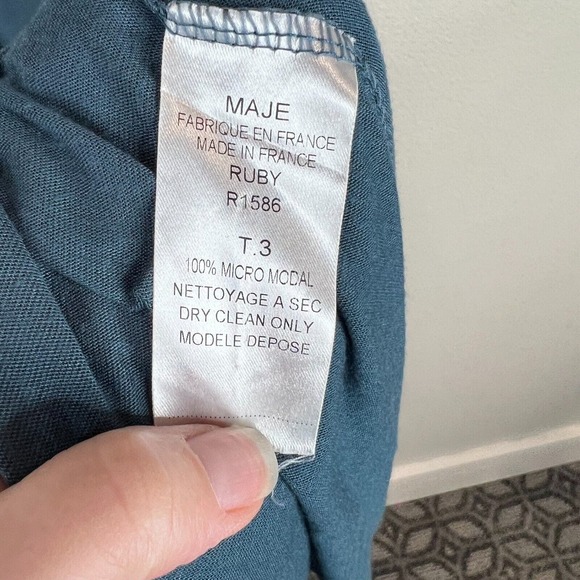 MAJE
FABRIQUE EN FRANCE
MADE IN FRANCE
RUBY
R1586
T.3
100% MICRO MODAL
NETTOYAGE A SEC
DRY CLEAN ONLY
MODELE DEPOSE